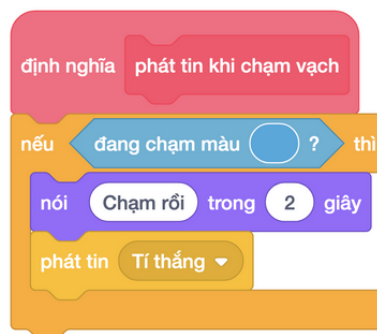 định nghĩa phát tin khi chạm vạch
nếu đang chạm màu ? thì
nói Chạm rồi trong 2 giây
phát tin Tí thắng